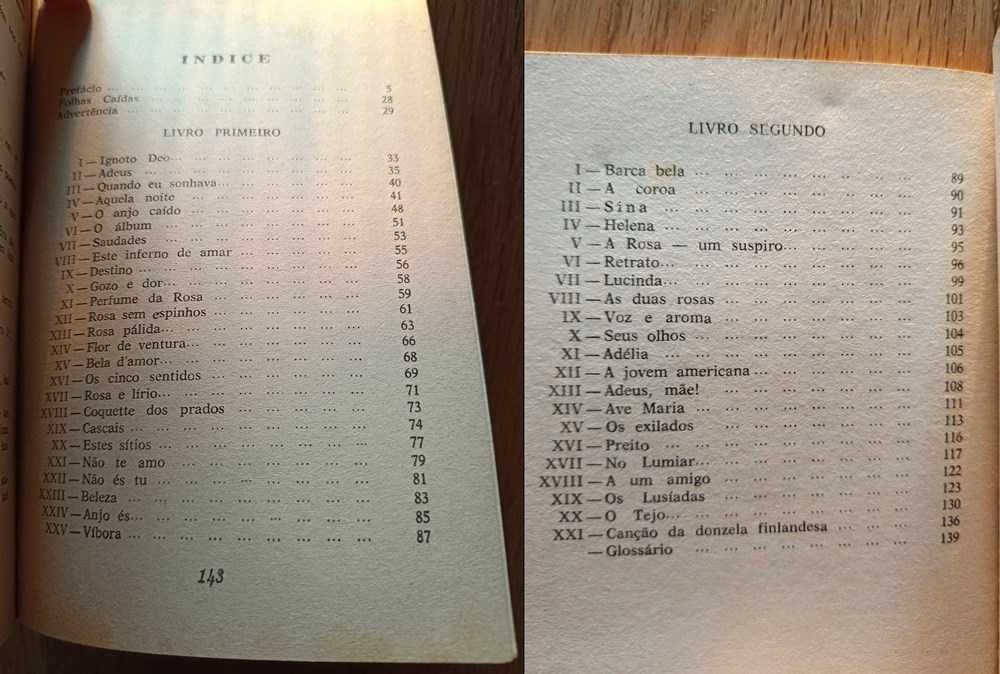 INDICE
Prefácio ... ... ... ... ... ... ... ... 5
Folhas Caídas ... ... ... ... ... ... ... 28
Advertência ... ... ... ... ... ... ... 29
LIVRO PRIMEIRO
I — Ignoto Deo... ... ... ... ... ... ... 33
II — Adeus ... ... ... ... ... ... ... 35
III — Quando eu sonhava... ... ... ... ... ... 40
IV — Aquela noite ... ... ... ... ... ... 41
V — O anjo caído ... ... ... ... ... ... 48
VI — O álbum ... ... ... ... ... ... ... 51
VII — Saudades ... ... ... ... ... ... ... 53
VIII — Este inferno de amar ... ... ... ... ... 55
IX — Destino ... ... ... ... ... ... ... 56
X — Gozo e dor... ... ... ... ... ... ... 58
XI — Perfume da Rosa ... ... ... ... ... 59
XII — Rosa sem espinhos ... ... ... ... ... 61
XIII — Rosa pálida... ... ... ... ... ... ... 63
XIV — Flor de ventura... ... ... ... ... ... 66
XV — Bela d'amor... ... ... ... ... ... ... 68
XVI — Os cinco sentidos ... ... ... ... ... 69
XVII — Rosa e lírio... ... ... ... ... ... ... 71
XVIII — Coquette dos prados ... ... ... ... ... 73
XIX — Cascais ... ... ... ... ... ... ... 74
XX — Estes sítios ... ... ... ... ... ... 77
XXI — Não te amo ... ... ... ... ... ... 79
XXII — Não és tu ... ... ... ... ... ... 81
XXIII — Beleza ... ... ... ... ... ... ... 83
XXIV — Anjo és... ... ... ... ... ... ... 85
XXV — Víbora ... ... ... ... ... ... ... 87
143
LIVRO SEGUNDO
I — Barca bela ... ... ... ... ... ... ... 89
II — A coroa ... ... ... ... ... ... ... 90
III — Sina ... ... ... ... ... ... ... ... 91
IV — Helena ... ... ... ... ... ... ... ... 93
V — A Rosa — um suspiro... ... ... ... ... 95
VI — Retrato... ... ... ... ... ... ... ... 96
VII — Lucinda... ... ... ... ... ... ... ... 99
VIII — As duas rosas ... ... ... ... ... ... 101
IX — Voz e aroma ... ... ... ... ... ... 103
X — Seus olhos ... ... ... ... ... ... ... 104
XI — Adélia ... ... ... ... ... ... ... ... 105
XII — A jovem americana... ... ... ... ... ... 106
XIII — Adeus, mãe! ... ... ... ... ... ... 108
XIV — Ave Maria ... ... ... ... ... ... ... 111
XV — Os exilados ... ... ... ... ... ... 113
XVI — Preito ... ... ... ... ... ... ... ... 116
XVII — No Lumiar... ... ... ... ... ... ... 117
XVIII — A um amigo ... ... ... ... ... ... 122
XIX — Os Lusíadas ... ... ... ... ... ... 123
XX — O Tejo... ... ... ... ... ... ... ... 130
XXI — Canção da donzela finlandesa ... ... ... 136
— Glossário ... ... ... ... ... ... ... 139